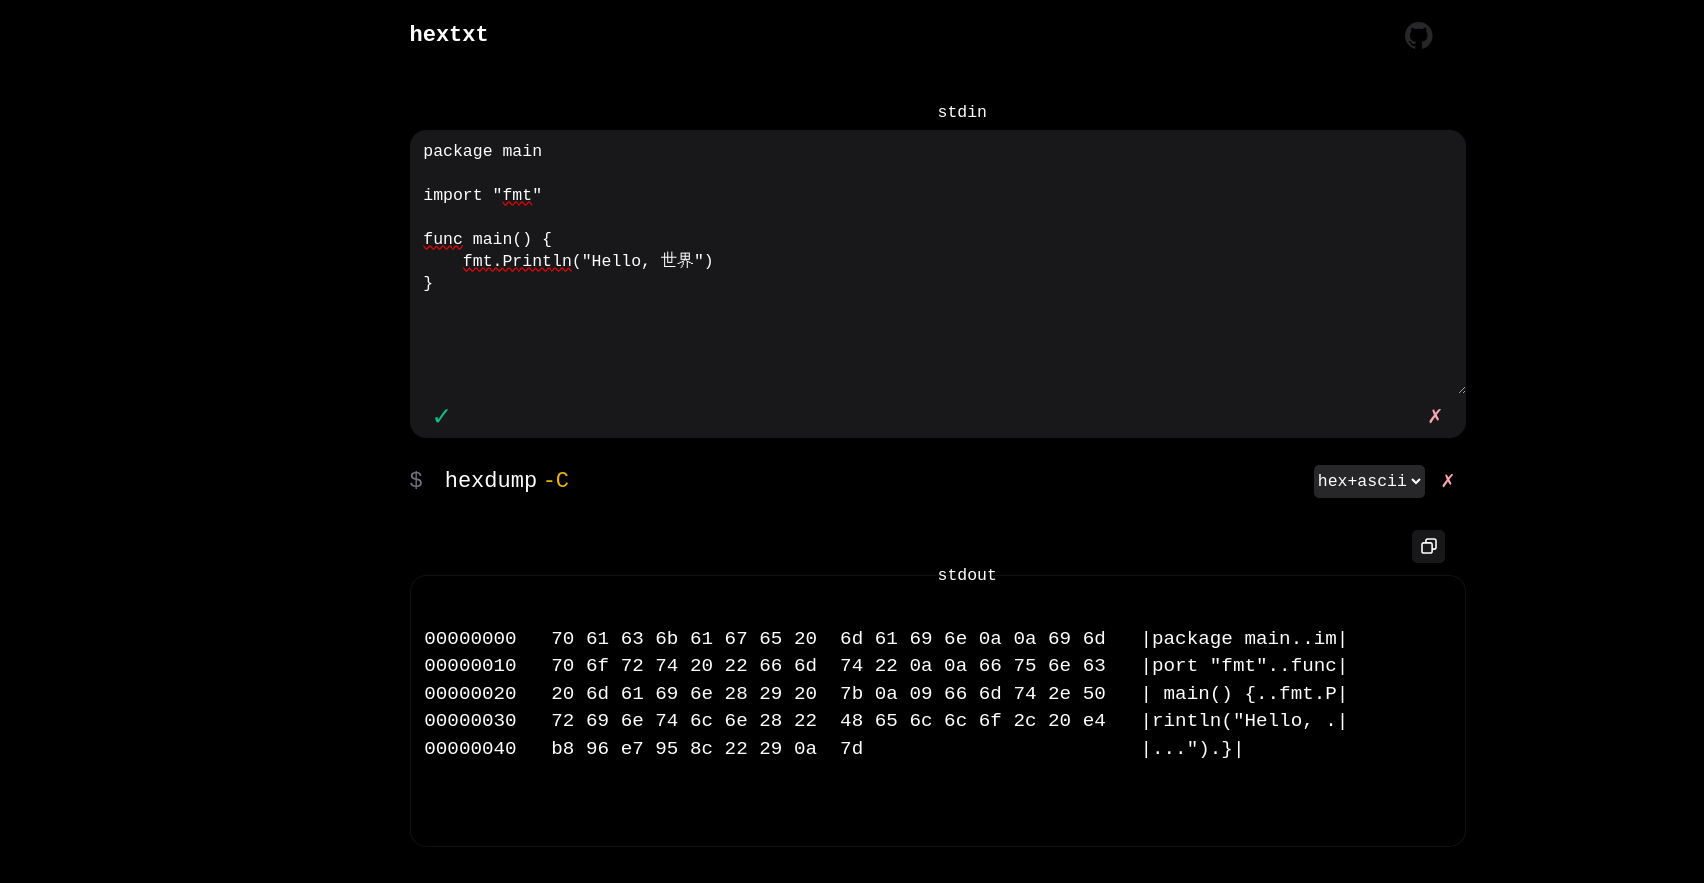 hextxt
stdin
package main

import "fmt"

func main() {
    fmt.Println("Hello, 世界")
}
✓ ✗
$ hexdump -C hex+ascii ✗
stdout
00000000   70 61 63 6b 61 67 65 20  6d 61 69 6e 0a 0a 69 6d   |package main..im|
00000010   70 6f 72 74 20 22 66 6d  74 22 0a 0a 66 75 6e 63   |port "fmt"..func|
00000020   20 6d 61 69 6e 28 29 20  7b 0a 09 66 6d 74 2e 50   | main() {..fmt.P|
00000030   72 69 6e 74 6c 6e 28 22  48 65 6c 6c 6f 2c 20 e4   |rintln("Hello, .|
00000040   b8 96 e7 95 8c 22 29 0a  7d                        |...").}|